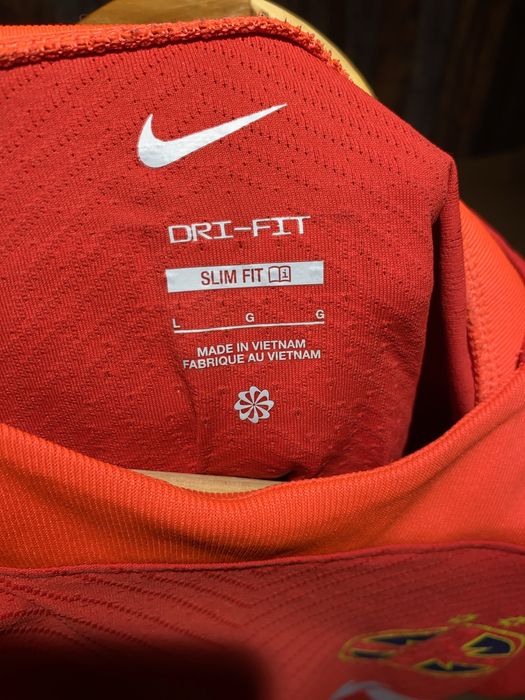 DRI-FIT
SLIM FIT
L G G
MADE IN VIETNAM
FABRIQUE AU VIETNAM